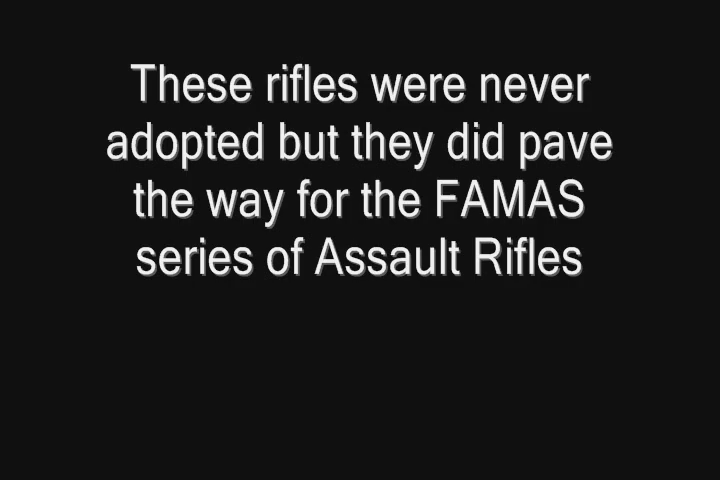 These rifles were never
adopted but they did pave
the way for the FAMAS
series of Assault Rifles